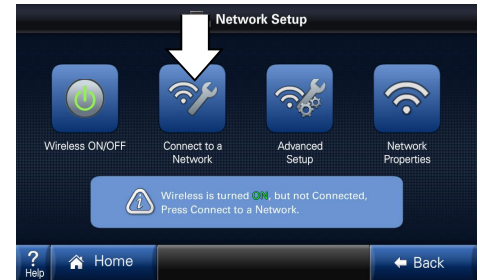 Network Setup
Wireless ON/OFF
Connect to a
Network
Advanced
Setup
Network
Properties
Wireless is turned ON, but not Connected,
Press Connect to a Network.
?
Help
Home
Back